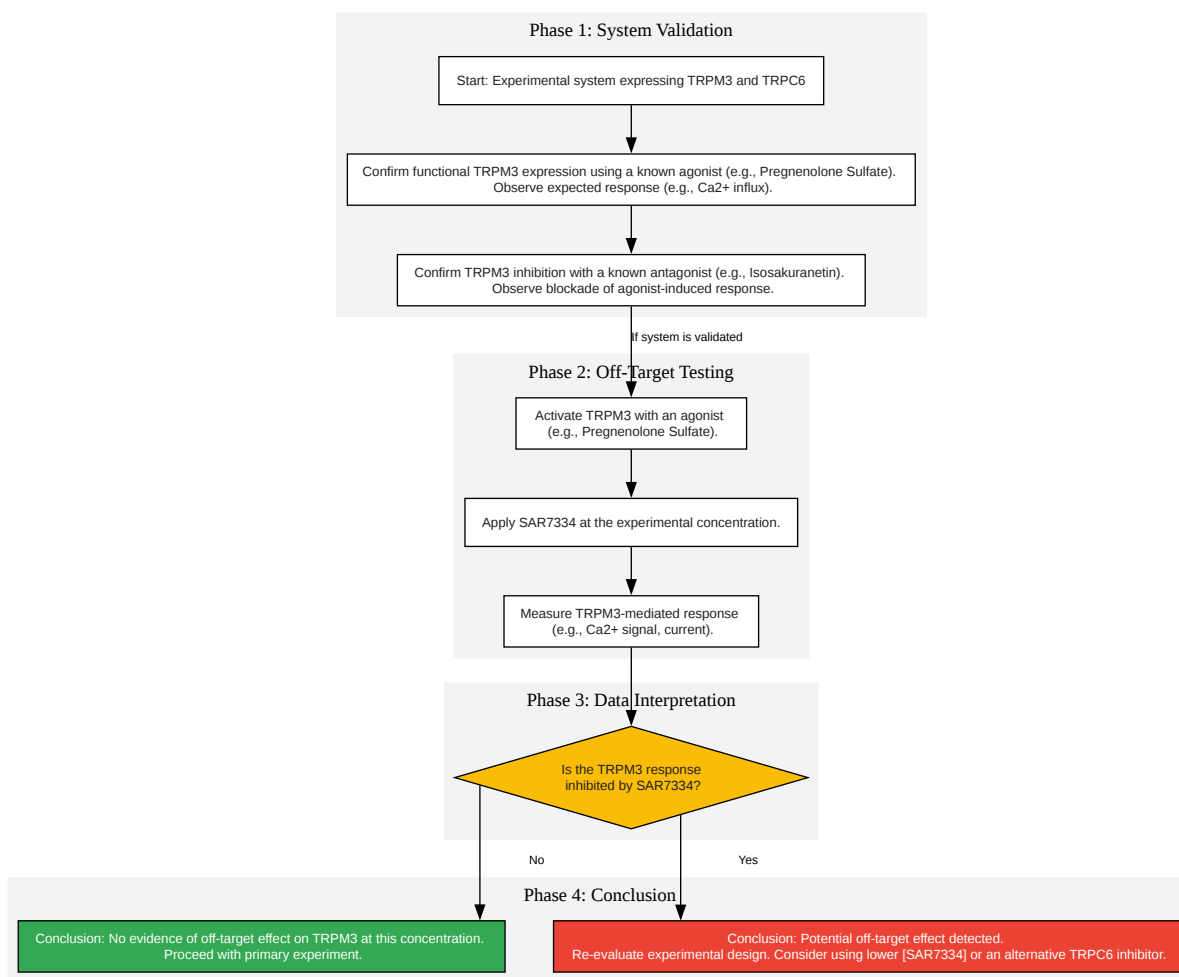 Phase 1: System Validation
Start: Experimental system expressing TRPM3 and TRPC6
Confirm functional TRPM3 expression using a known agonist (e.g., Pregnenolone Sulfate).
Observe expected response (e.g., Ca2+ influx).
Confirm TRPM3 inhibition with a known antagonist (e.g., Isosakuranetin).
Observe blockade of agonist-induced response.
If system is validated
Phase 2: Off-Target Testing
Activate TRPM3 with an agonist
(e.g., Pregnenolone Sulfate).
Apply SAR7334 at the experimental concentration.
Measure TRPM3-mediated response
(e.g., Ca2+ signal, current).
Phase 3: Data Interpretation
Is the TRPM3 response
inhibited by SAR7334?
No
Yes
Phase 4: Conclusion
Conclusion: No evidence of off-target effect on TRPM3 at this concentration.
Proceed with primary experiment.
Conclusion: Potential off-target effect detected.
Re-evaluate experimental design. Consider using lower [SAR7334] or an alternative TRPC6 inhibitor.